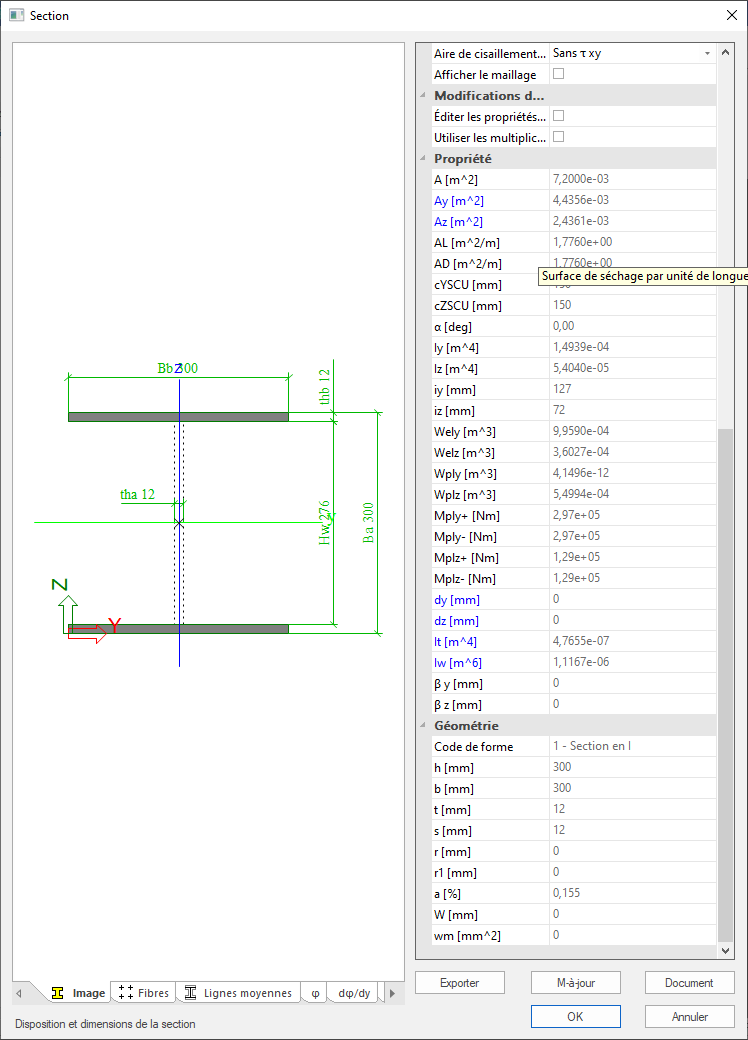 Section
Aire de cisaillement... Sans τ xy
Afficher le maillage
Modifications d...
Éditer les propriétés...
Utiliser les multiplic...
Propriété
A [m^2] 7,2000e-03
Ay [m^2] 4,4356e-03
Az [m^2] 2,4361e-03
AL [m^2/m] 1,7760e+00
AD [m^2/m] 1,7760e+00
Surface de séchage par unité de longue
cYSCU [mm]
cZSCU [mm] 150
α [deg] 0,00
Iy [m^4] 1,4939e-04
Iz [m^4] 5,4040e-05
iy [mm] 127
iz [mm] 72
Wely [m^3] 9,9590e-04
Welz [m^3] 3,6027e-04
Wply [m^3] 4,1496e-12
Wplz [m^3] 5,4994e-04
Mply+ [Nm] 2,97e+05
Mply- [Nm] 2,97e+05
Mplz+ [Nm] 1,29e+05
Mplz- [Nm] 1,29e+05
dy [mm] 0
dz [mm] 0
It [m^4] 4,7655e-07
Iw [m^6] 1,1167e-06
β y [mm] 0
β z [mm] 0
Géométrie
Code de forme 1 - Section en I
h [mm] 300
b [mm] 300
t [mm] 12
s [mm] 12
r [mm] 0
r1 [mm] 0
a [%] 0,155
W [mm] 0
wm [mm^2] 0
Bb 300
z
thb 12
tha 12
Hw 276
y
Ba 300
Z
Y
Image Fibres Lignes moyennes φ dφ/dy
Disposition et dimensions de la section
Exporter M-à-jour Document
OK Annuler